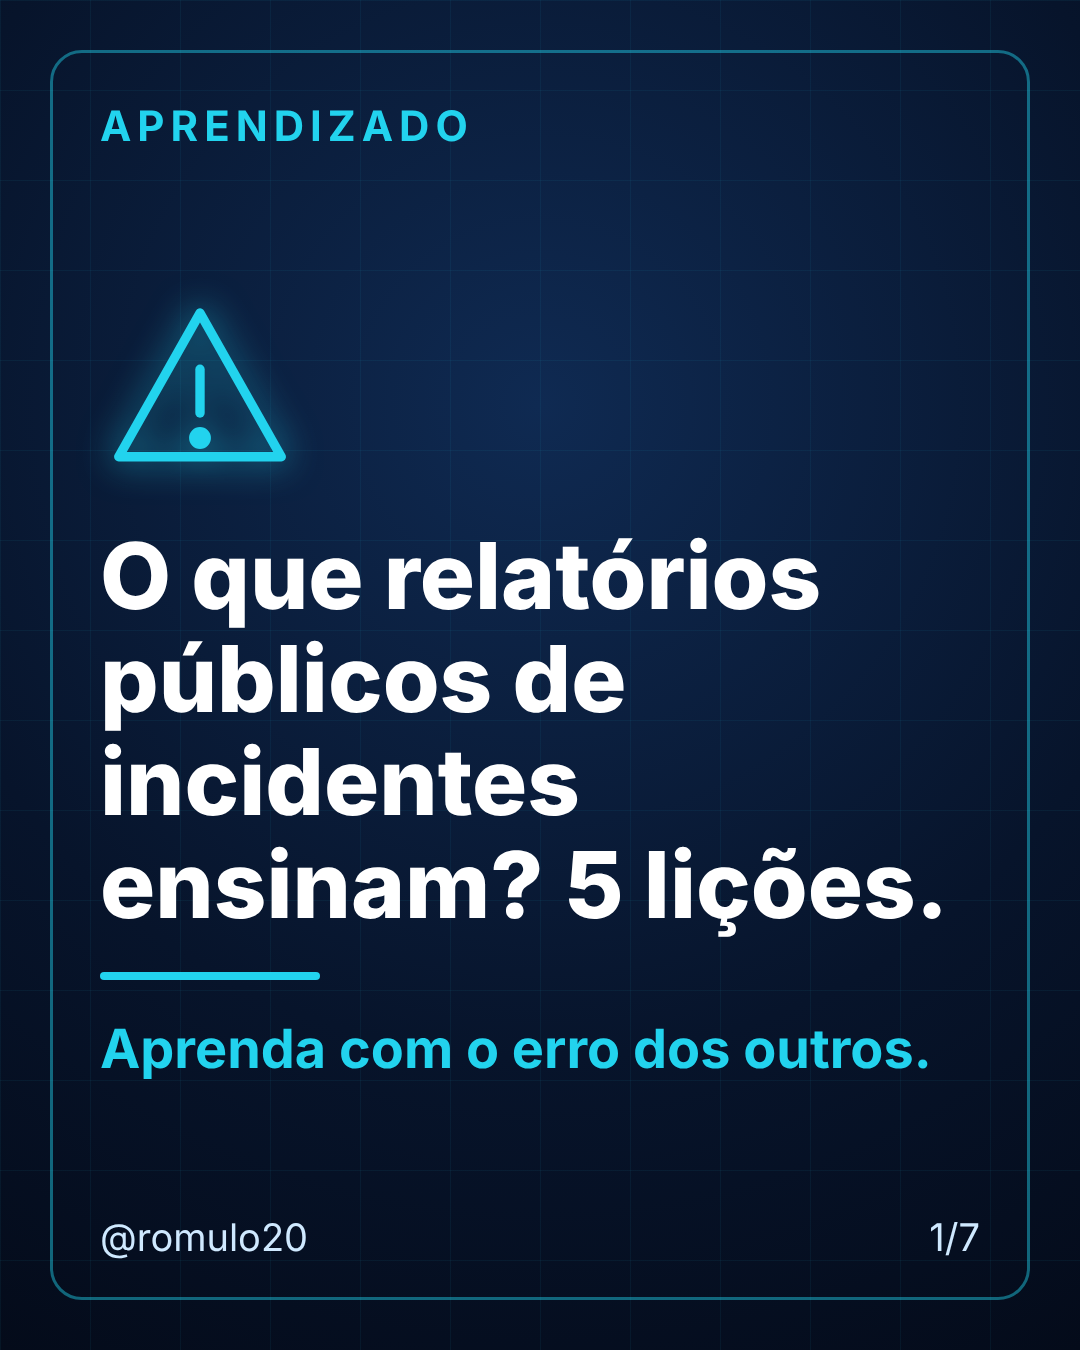 APRENDIZADO
O que relatórios
públicos de
incidentes
ensinam? 5 lições.
Aprenda com o erro dos outros.
@romulo20
1/7